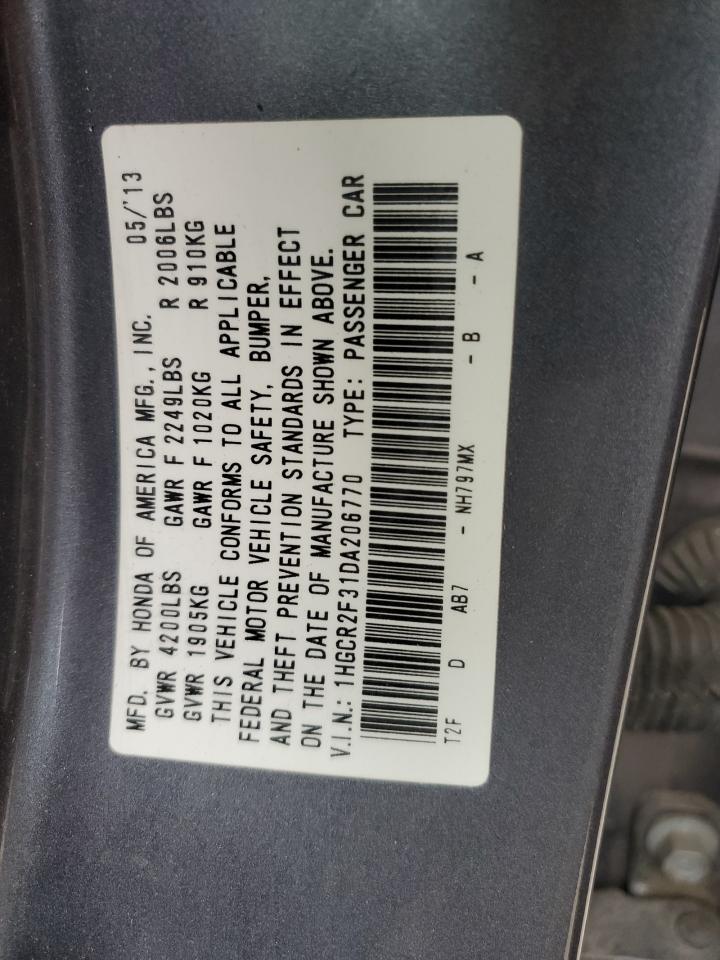 MFD. BY HONDA OF AMERICA MFG., INC. 05/'13
GVWR 4200LBS GAWR F 2249LBS R 2006LBS
GVWR 1905KG GAWR F 1020KG R 910KG
THIS VEHICLE CONFORMS TO ALL APPLICABLE
FEDERAL MOTOR VEHICLE SAFETY, BUMPER,
AND THEFT PREVENTION STANDARDS IN EFFECT
ON THE DATE OF MANUFACTURE SHOWN ABOVE.
V.I.N.: 1HGCR2F31DA206770 TYPE: PASSENGER CAR
T2F D AB7 - NH797MX - B - A